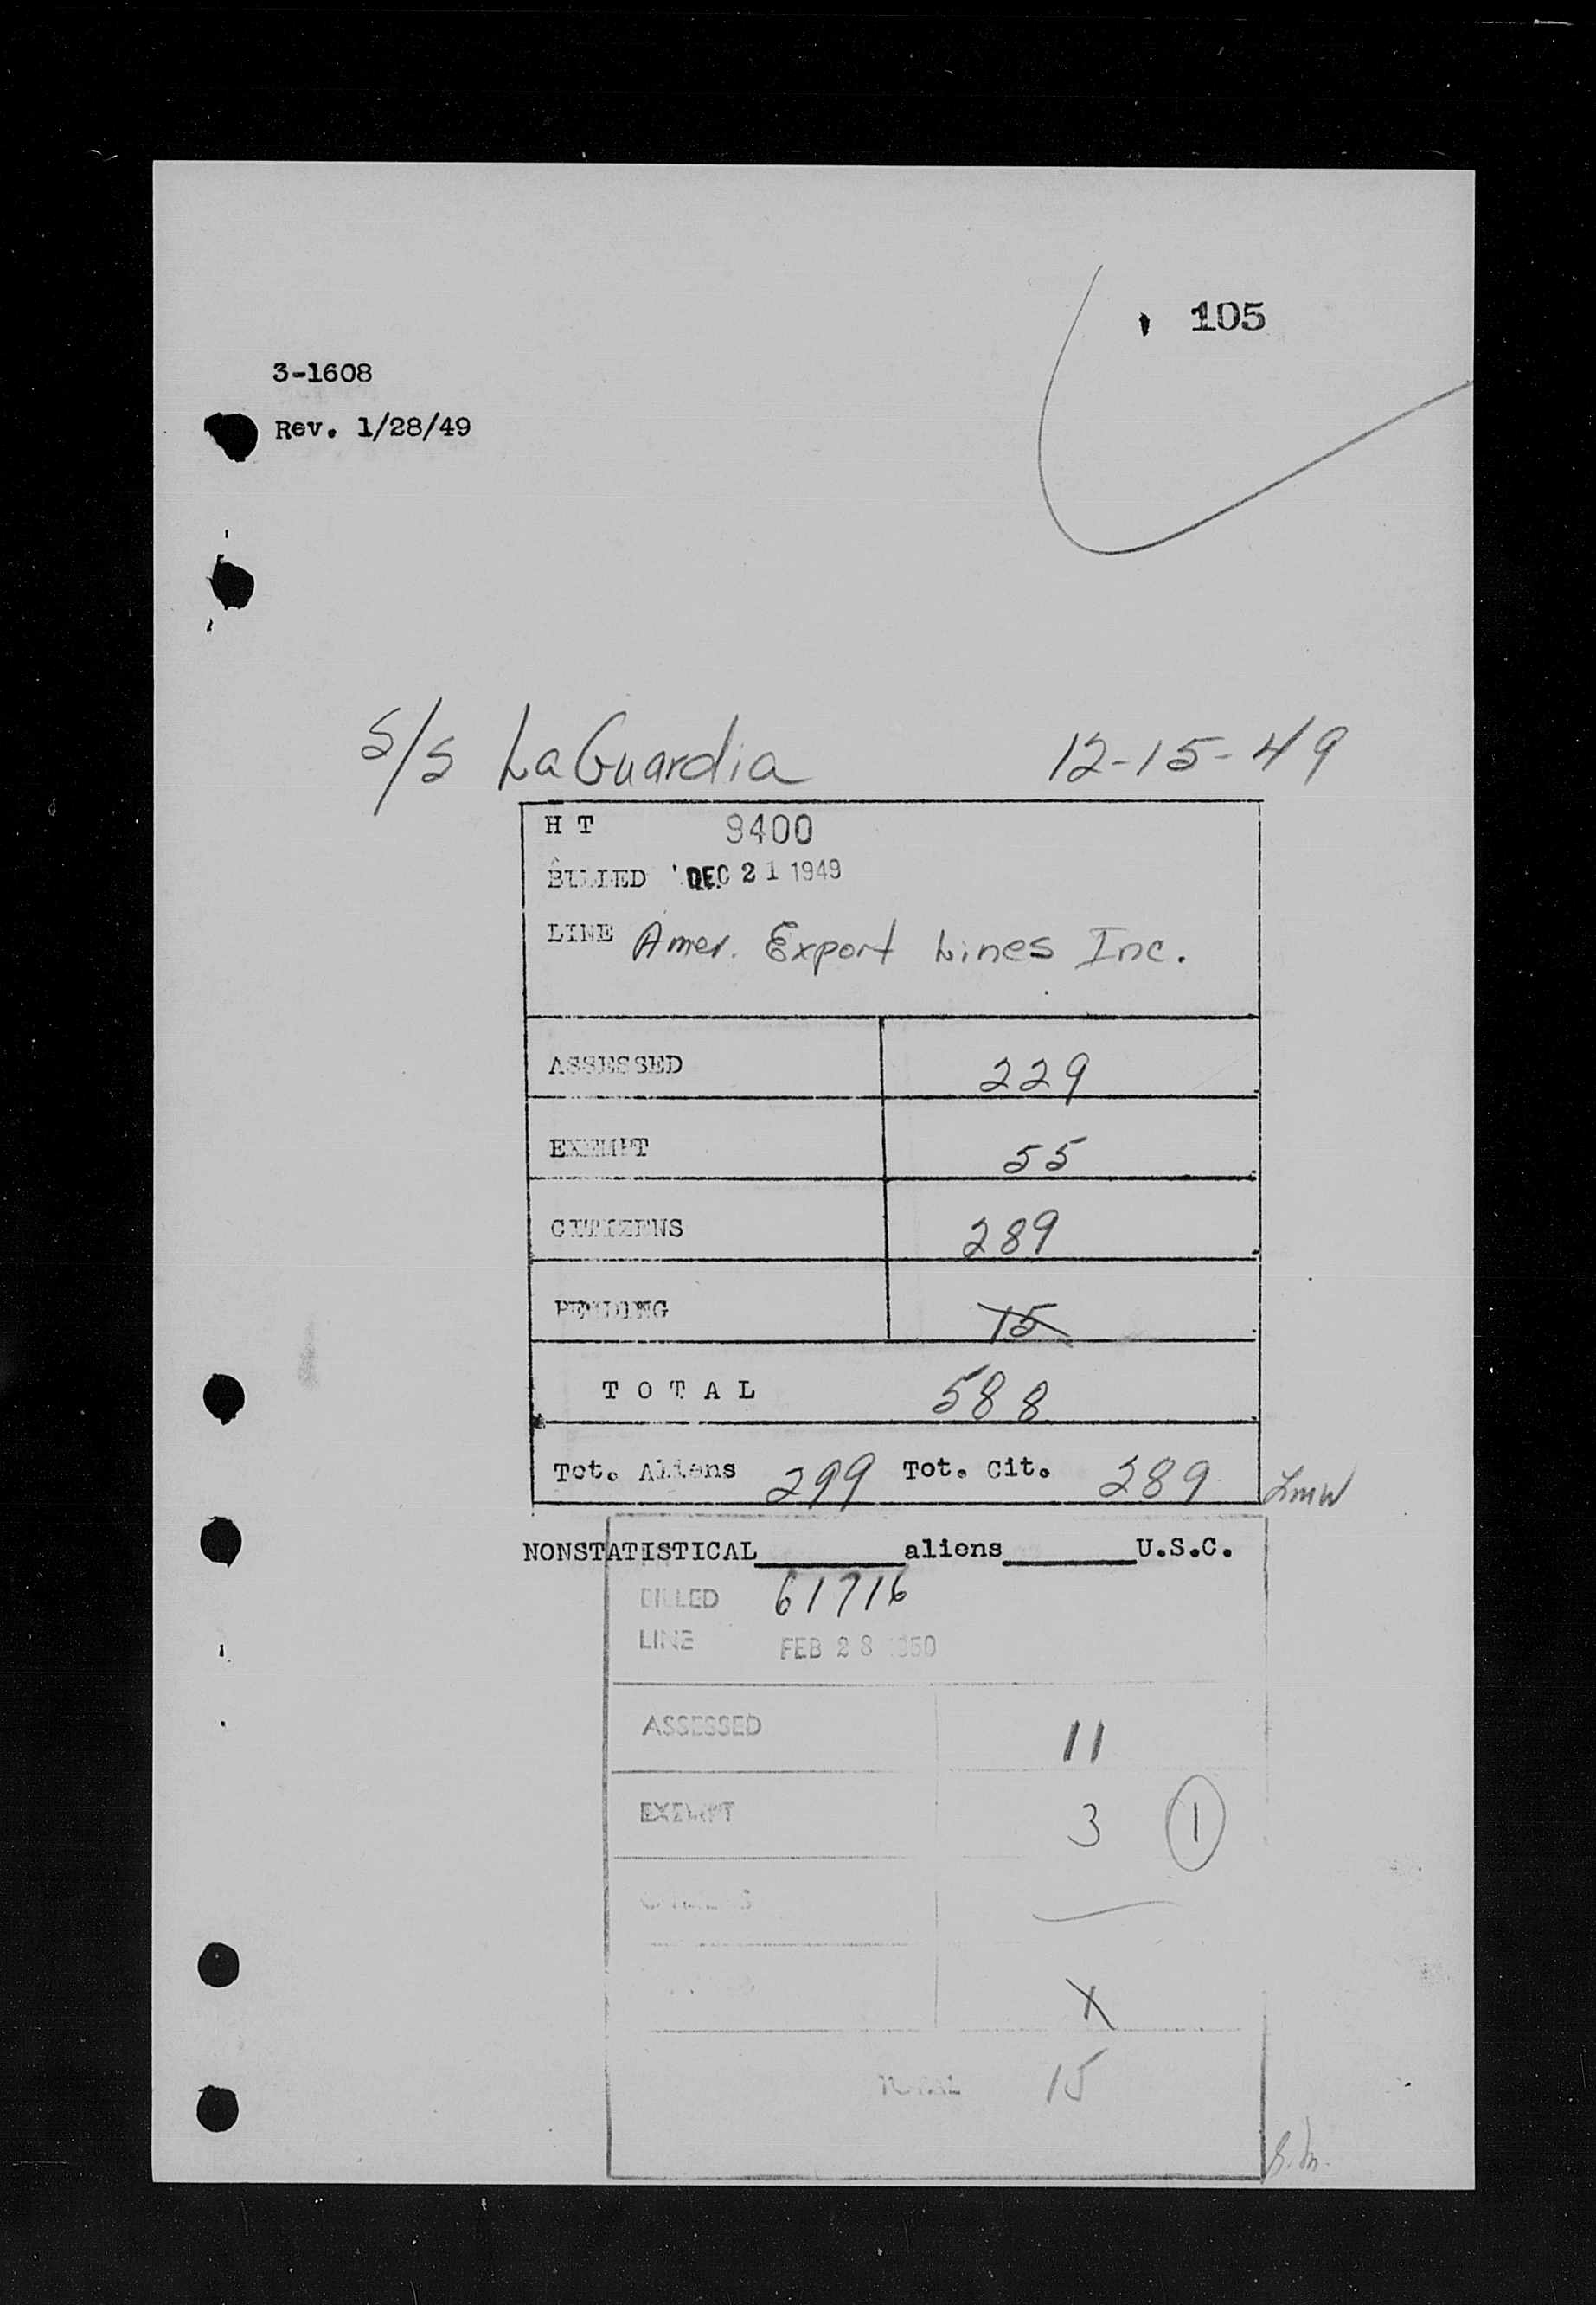 105
3-1608
Rev. 1/28/49
S/S LaGuardia 12-15-49
H T 9400
BILLED DEC 21 1949
LINE Amer. Export Lines Inc.
ASSESSED 229
EXEMPT 55
CITIZENS 289
PENDING 15
T O T A L 588
Tot. Aliens 299 Tot. Cit. 289 Lmw
NONSTATISTICAL aliens U.S.C.
BILLED 61716
LINE FEB 28 1950
ASSESSED 11
EXEMPT 3 1
X
TOTAL 15